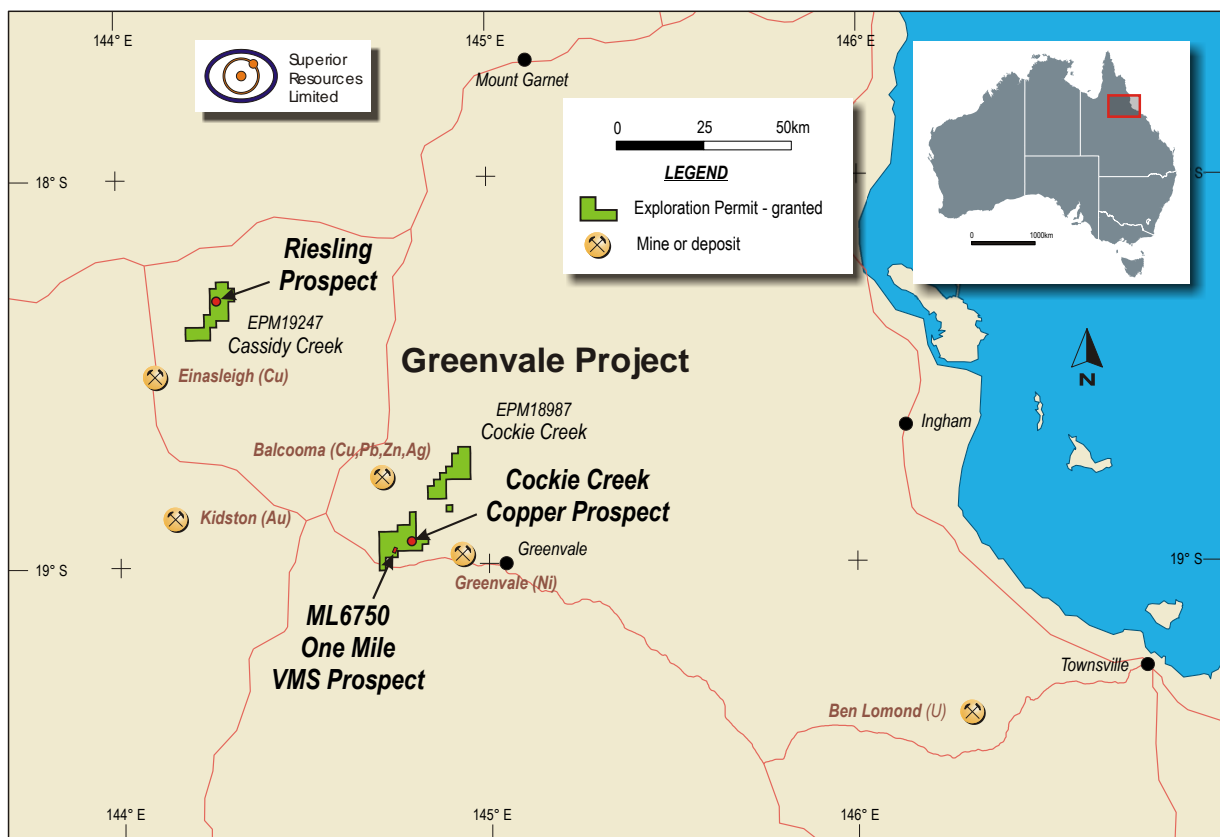 144° E
145° E
146° E
Superior
Resources
Limited
Mount Garnet
0 25 50km
LEGEND
Exploration Permit - granted
Mine or deposit
0 1000km
18° S
S
Riesling
Prospect
EPM19247
Cassidy Creek
Einasleigh (Cu)
Greenvale Project
N
EPM18987
Cockie Creek
Ingham
Balcooma (Cu,Pb,Zn,Ag)
Cockie Creek
Copper Prospect
Kidston (Au)
Greenvale
19° S
19° S
Greenvale (Ni)
ML6750
One Mile
VMS Prospect
Townsville
Ben Lomond (U)
144° E
145° E
146° E